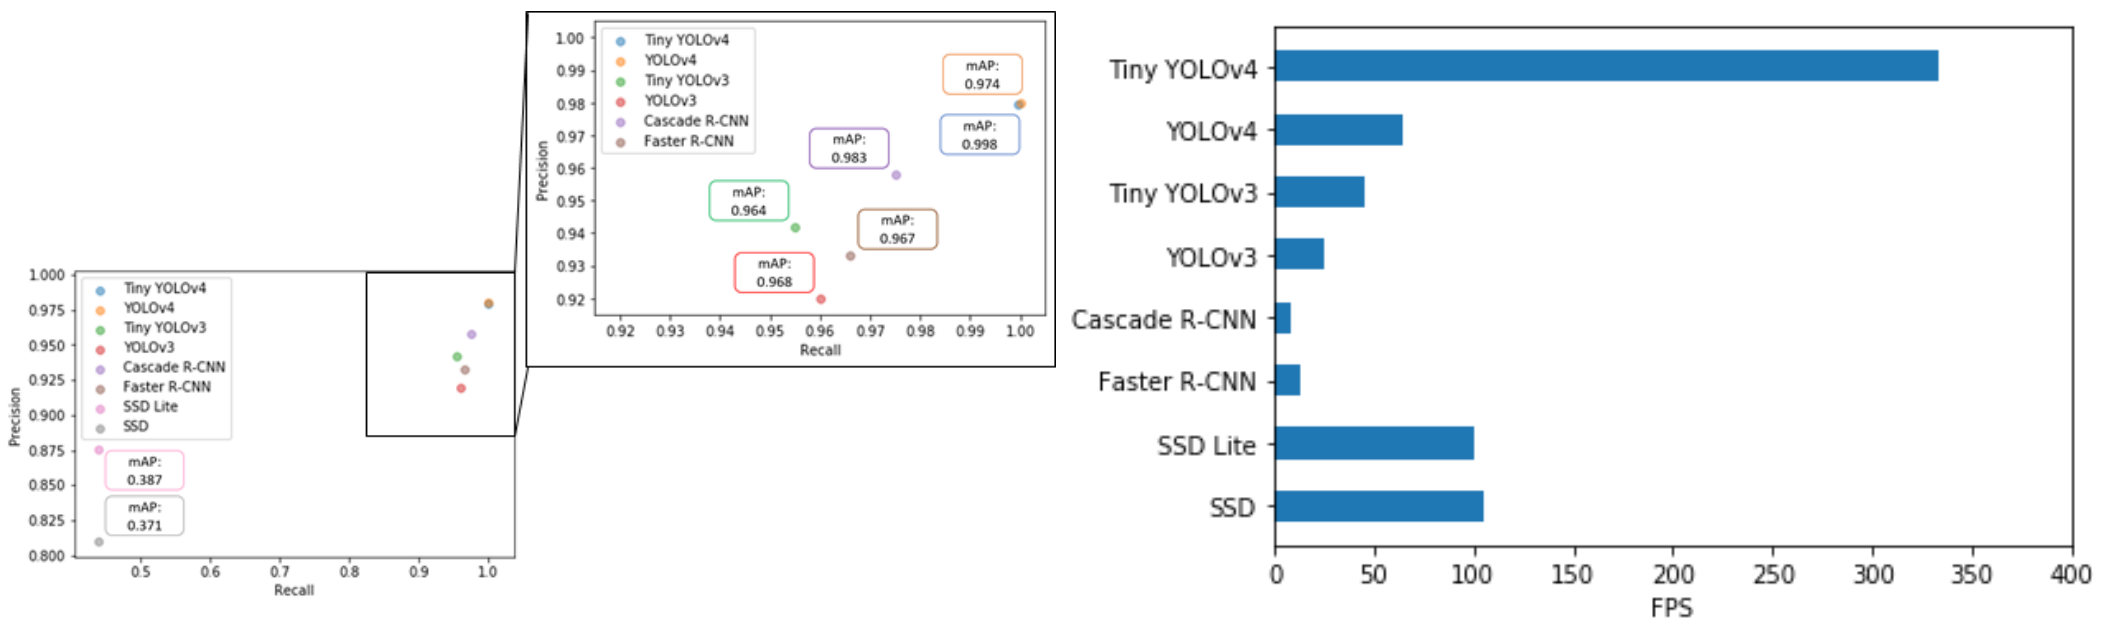 1.000
0.975
0.950
0.925
0.900
0.875
0.850
0.825
0.800
Precision
Tiny YOLOv4
YOLOv4
Tiny YOLOv3
YOLOv3
Cascade R-CNN
Faster R-CNN
SSD Lite
SSD
mAP:
0.387
mAP:
0.371
0.5 0.6 0.7 0.8 0.9 1.0
Recall
1.00
0.99
0.98
0.97
0.96
0.95
0.94
0.93
0.92
Precision
Tiny YOLOv4
YOLOv4
Tiny YOLOv3
YOLOv3
Cascade R-CNN
Faster R-CNN
mAP:
0.974
mAP:
0.998
mAP:
0.983
mAP:
0.964
mAP:
0.967
mAP:
0.968
0.92 0.93 0.94 0.95 0.96 0.97 0.98 0.99 1.00
Recall
Tiny YOLOv4
YOLOv4
Tiny YOLOv3
YOLOv3
Cascade R-CNN
Faster R-CNN
SSD Lite
SSD
0 50 100 150 200 250 300 350 400
FPS